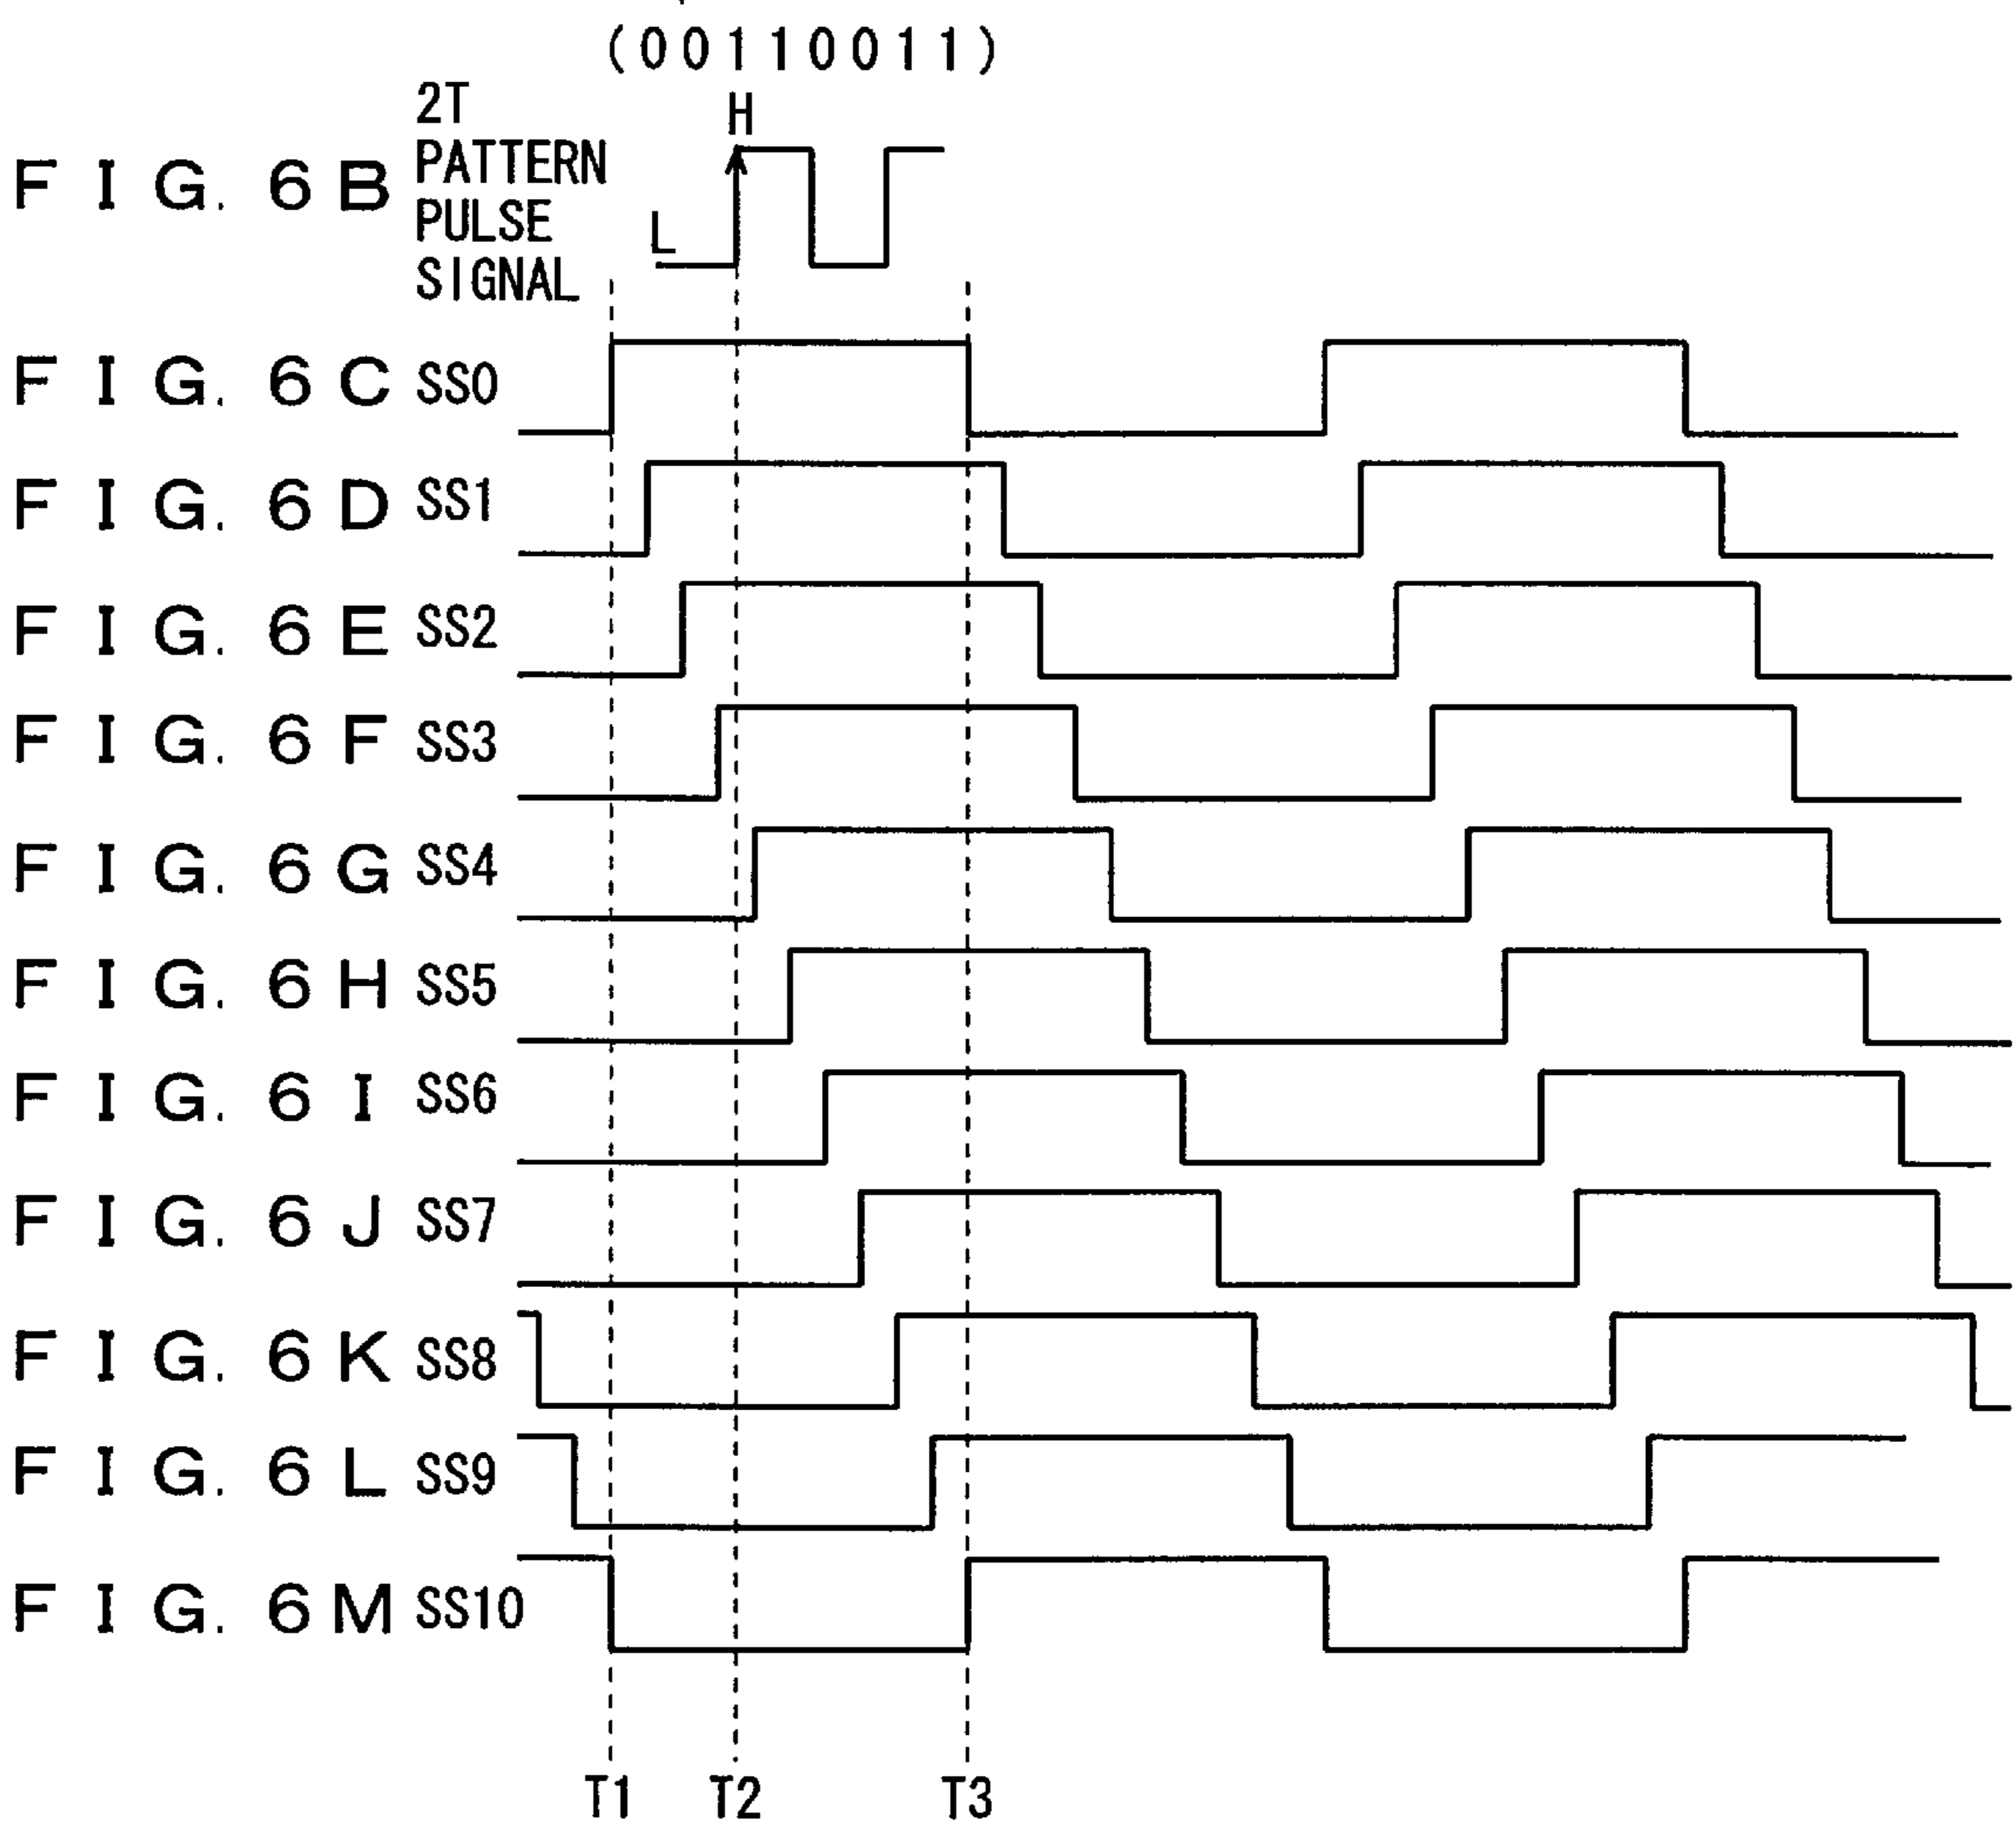 (00110011)
FIG. 6B 2T PATTERN PULSE SIGNAL
H
L
FIG. 6C SS0
FIG. 6D SS1
FIG. 6E SS2
FIG. 6F SS3
FIG. 6G SS4
FIG. 6H SS5
FIG. 6I SS6
FIG. 6J SS7
FIG. 6K SS8
FIG. 6L SS9
FIG. 6M SS10
T1 T2 T3